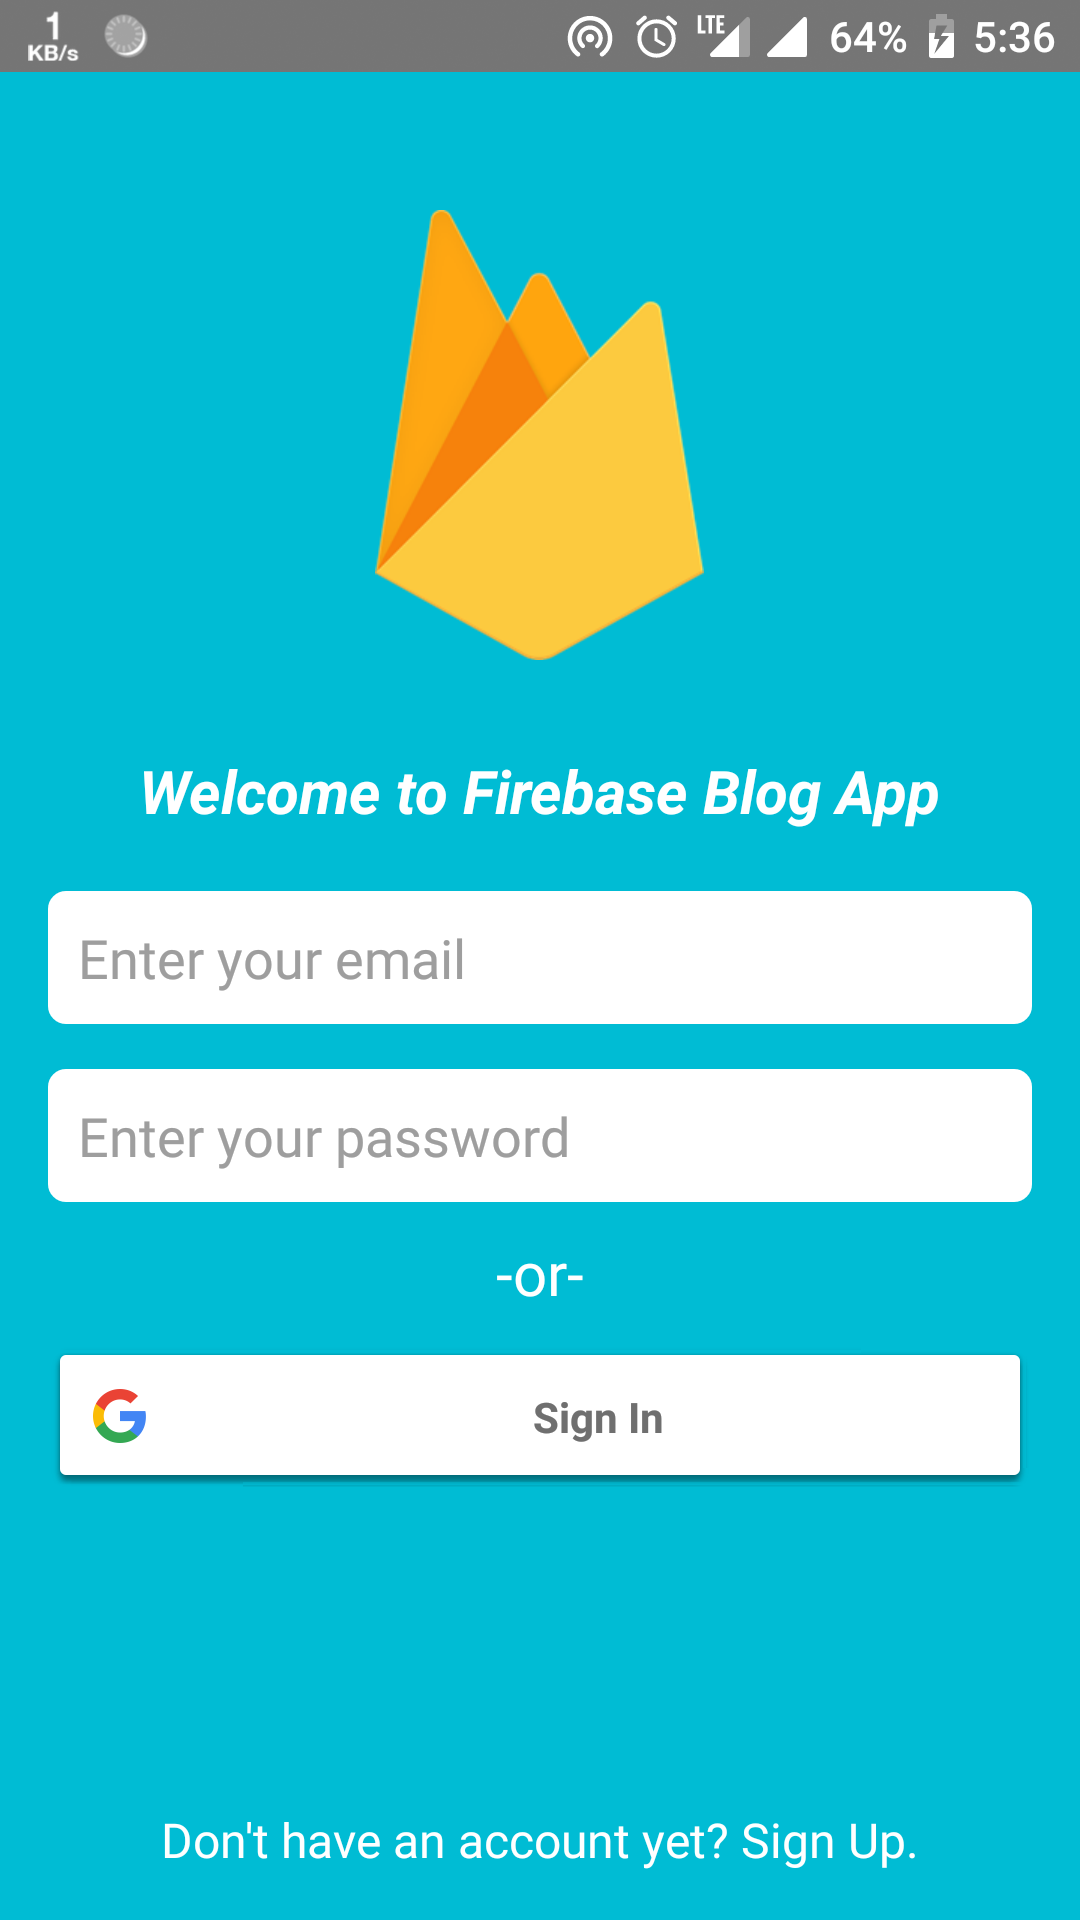 1
KB/s
LTE
64%
5:36
Welcome to Firebase Blog App
Enter your email
Enter your password
-or-
Sign In
Don't have an account yet? Sign Up.